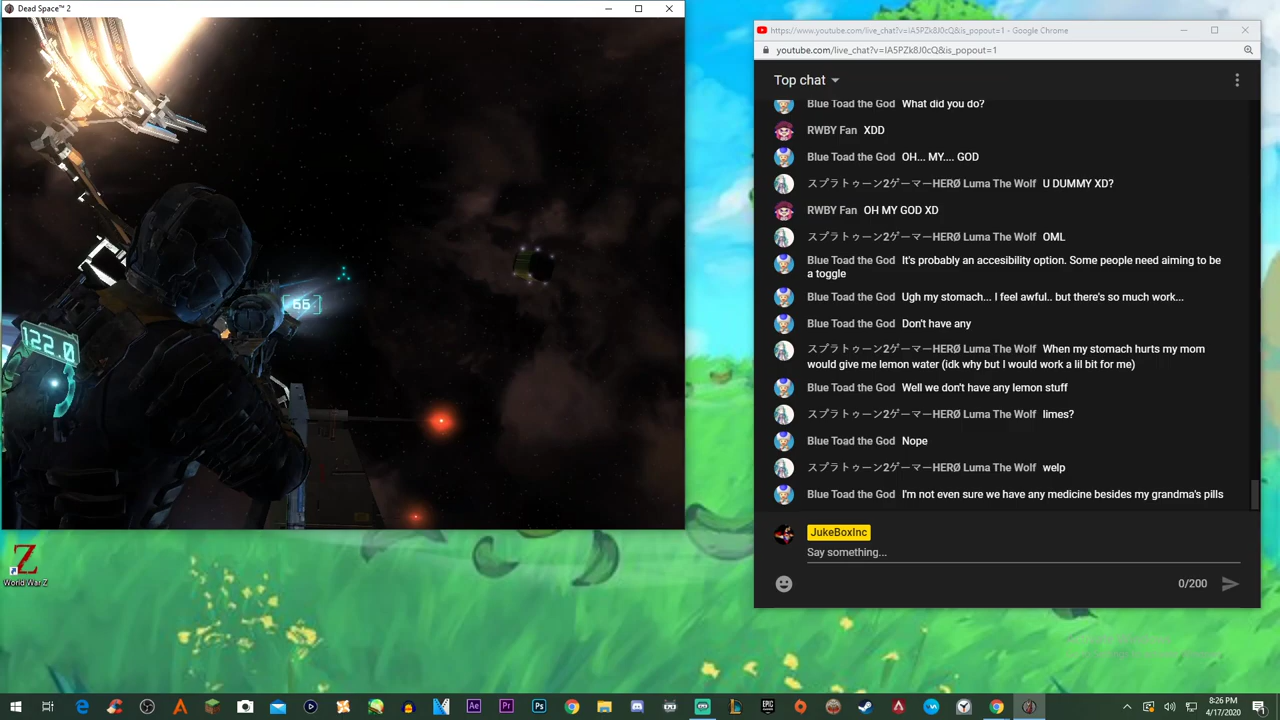 Dead Space™ 2
122.0
66
World War Z
https://www.youtube.com/live_chat?v=IA5PZk8J0cQ&is_popout=1 - Google Chrome
youtube.com/live_chat?v=IA5PZk8J0cQ&is_popout=1
Top chat
Blue Toad the God What did you do?
RWBY Fan XDD
Blue Toad the God OH... MY.... GOD
スプラトゥーン2ゲーマーHERØ Luma The Wolf U DUMMY XD?
RWBY Fan OH MY GOD XD
スプラトゥーン2ゲーマーHERØ Luma The Wolf OML
Blue Toad the God It's probably an accesibility option. Some people need aiming to be
a toggle
Blue Toad the God Ugh my stomach... I feel awful.. but there's so much work...
Blue Toad the God Don't have any
スプラトゥーン2ゲーマーHERØ Luma The Wolf When my stomach hurts my mom
would give me lemon water (idk why but I would work a lil bit for me)
Blue Toad the God Well we don't have any lemon stuff
スプラトゥーン2ゲーマーHERØ Luma The Wolf limes?
Blue Toad the God Nope
スプラトゥーン2ゲーマーHERØ Luma The Wolf welp
Blue Toad the God I'm not even sure we have any medicine besides my grandma's pills
JukeBoxInc
Say something...
0/200
Ae
Pr
Ps
EPIC
8:26 PM
4/17/2020